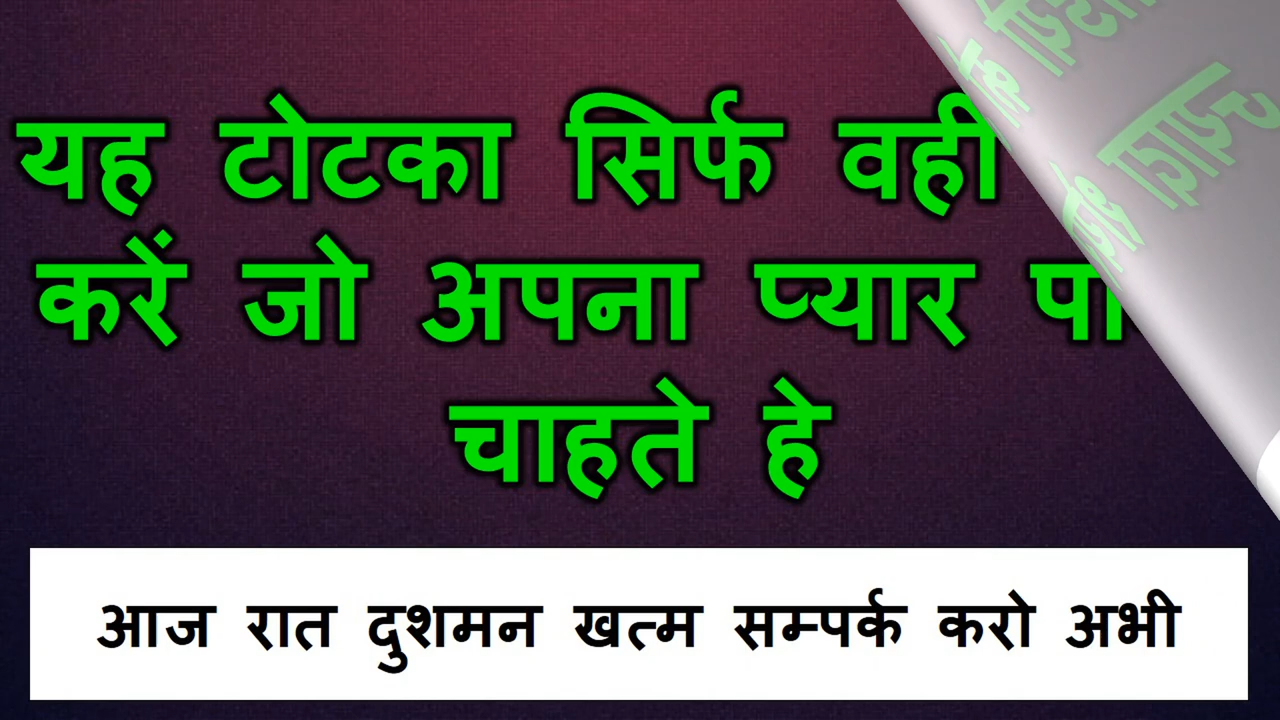 यह टोटका सिर्फ वही
करें जो अपना प्यार पा
चाहते हे
आज रात दुशमन खत्म सम्पर्क करो अभी